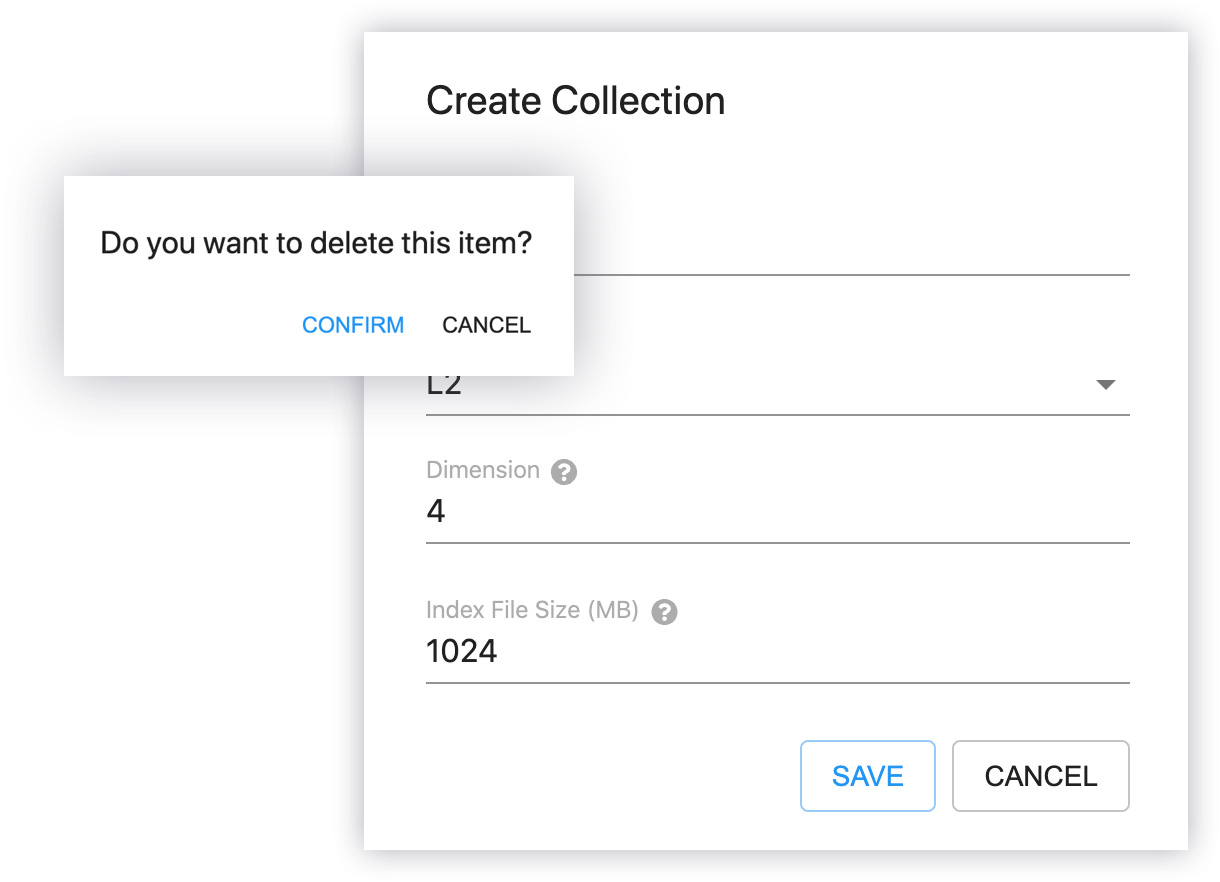 Create Collection
Do you want to delete this item?
CONFIRM CANCEL
L2
Dimension ?
4
Index File Size (MB) ?
1024
SAVE CANCEL